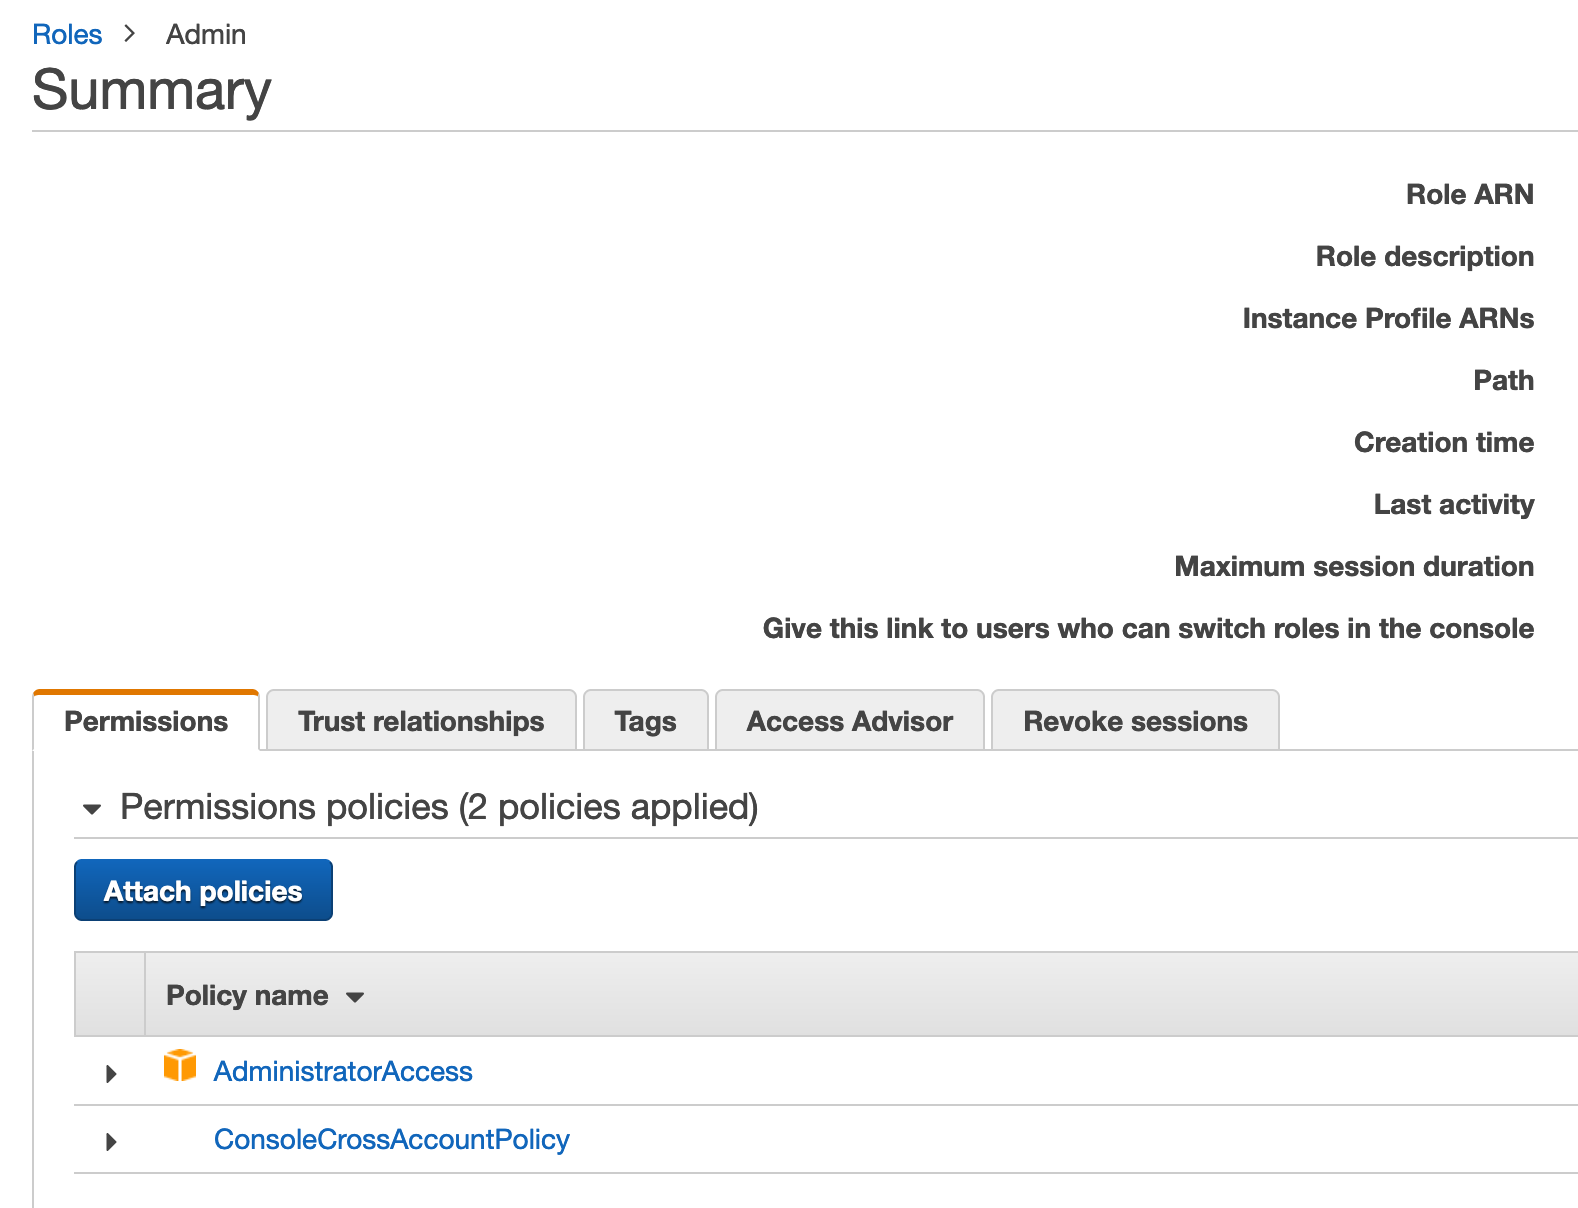 Roles > Admin
Summary
Role ARN
Role description
Instance Profile ARNs
Path
Creation time
Last activity
Maximum session duration
Give this link to users who can switch roles in the console
Permissions Trust relationships Tags Access Advisor Revoke sessions
Permissions policies (2 policies applied)
Attach policies
Policy name
AdministratorAccess
ConsoleCrossAccountPolicy